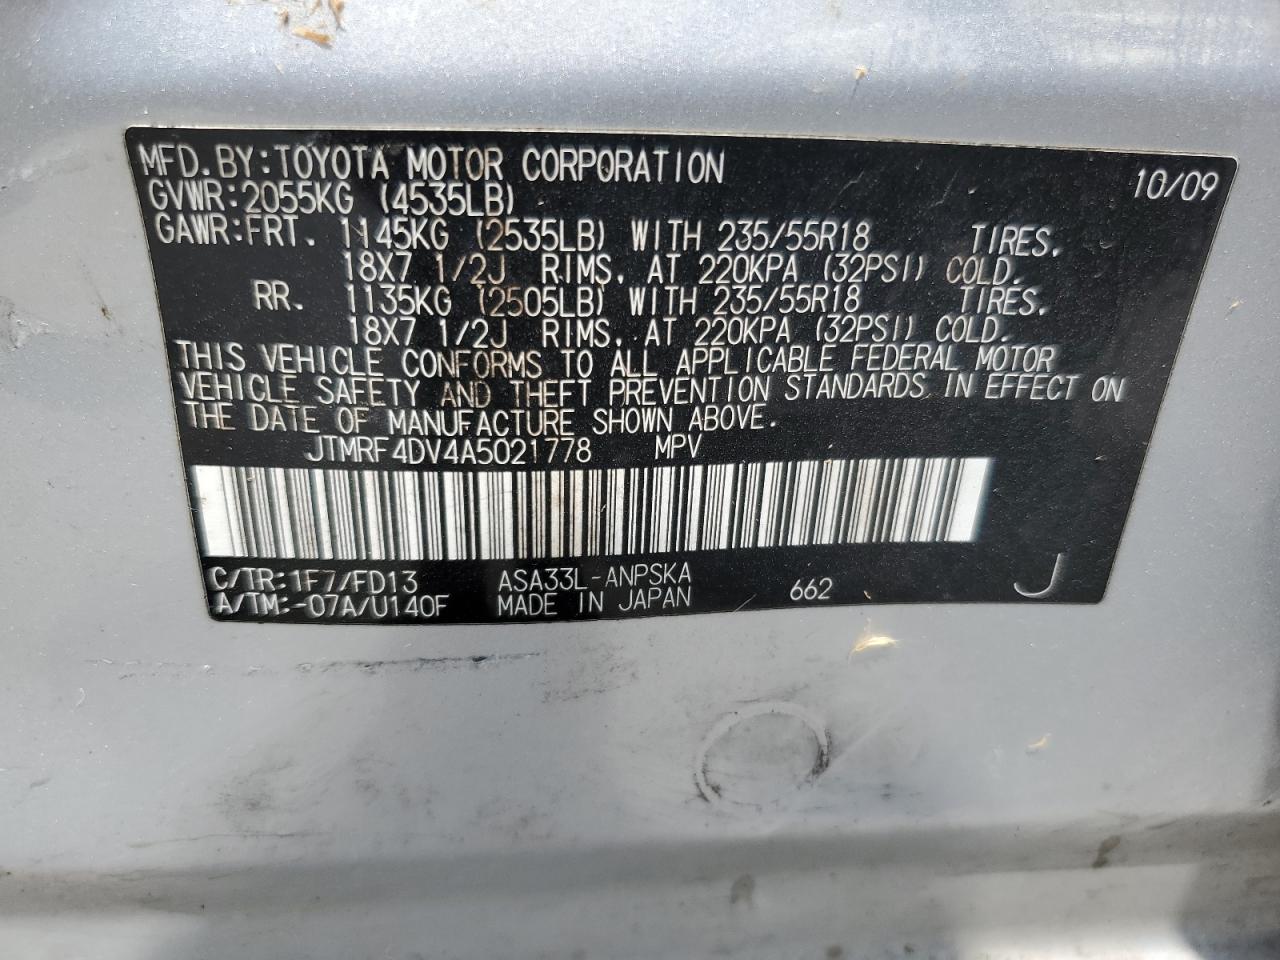 MFD.BY:TOYOTA MOTOR CORPORATION 10/09
GVWR:2055KG (4535LB)
GAWR:FRT. 1145KG (2535LB) WITH 235/55R18 TIRES.
18X7 1/2J RIMS, AT 220KPA (32PSI) COLD.
RR. 1135KG (2505LB) WITH 235/55R18 TIRES.
18X7 1/2J RIMS, AT 220KPA (32PSI) COLD.
THIS VEHICLE CONFORMS TO ALL APPLICABLE FEDERAL MOTOR
VEHICLE SAFETY AND THEFT PREVENTION STANDARDS IN EFFECT ON
THE DATE OF MANUFACTURE SHOWN ABOVE.
JTMRF4DV4A5021778 MPV
C/TR:1F7/FD13 ASA33L-ANPSKA 662 J
A/TM:-07A/U140F MADE IN JAPAN